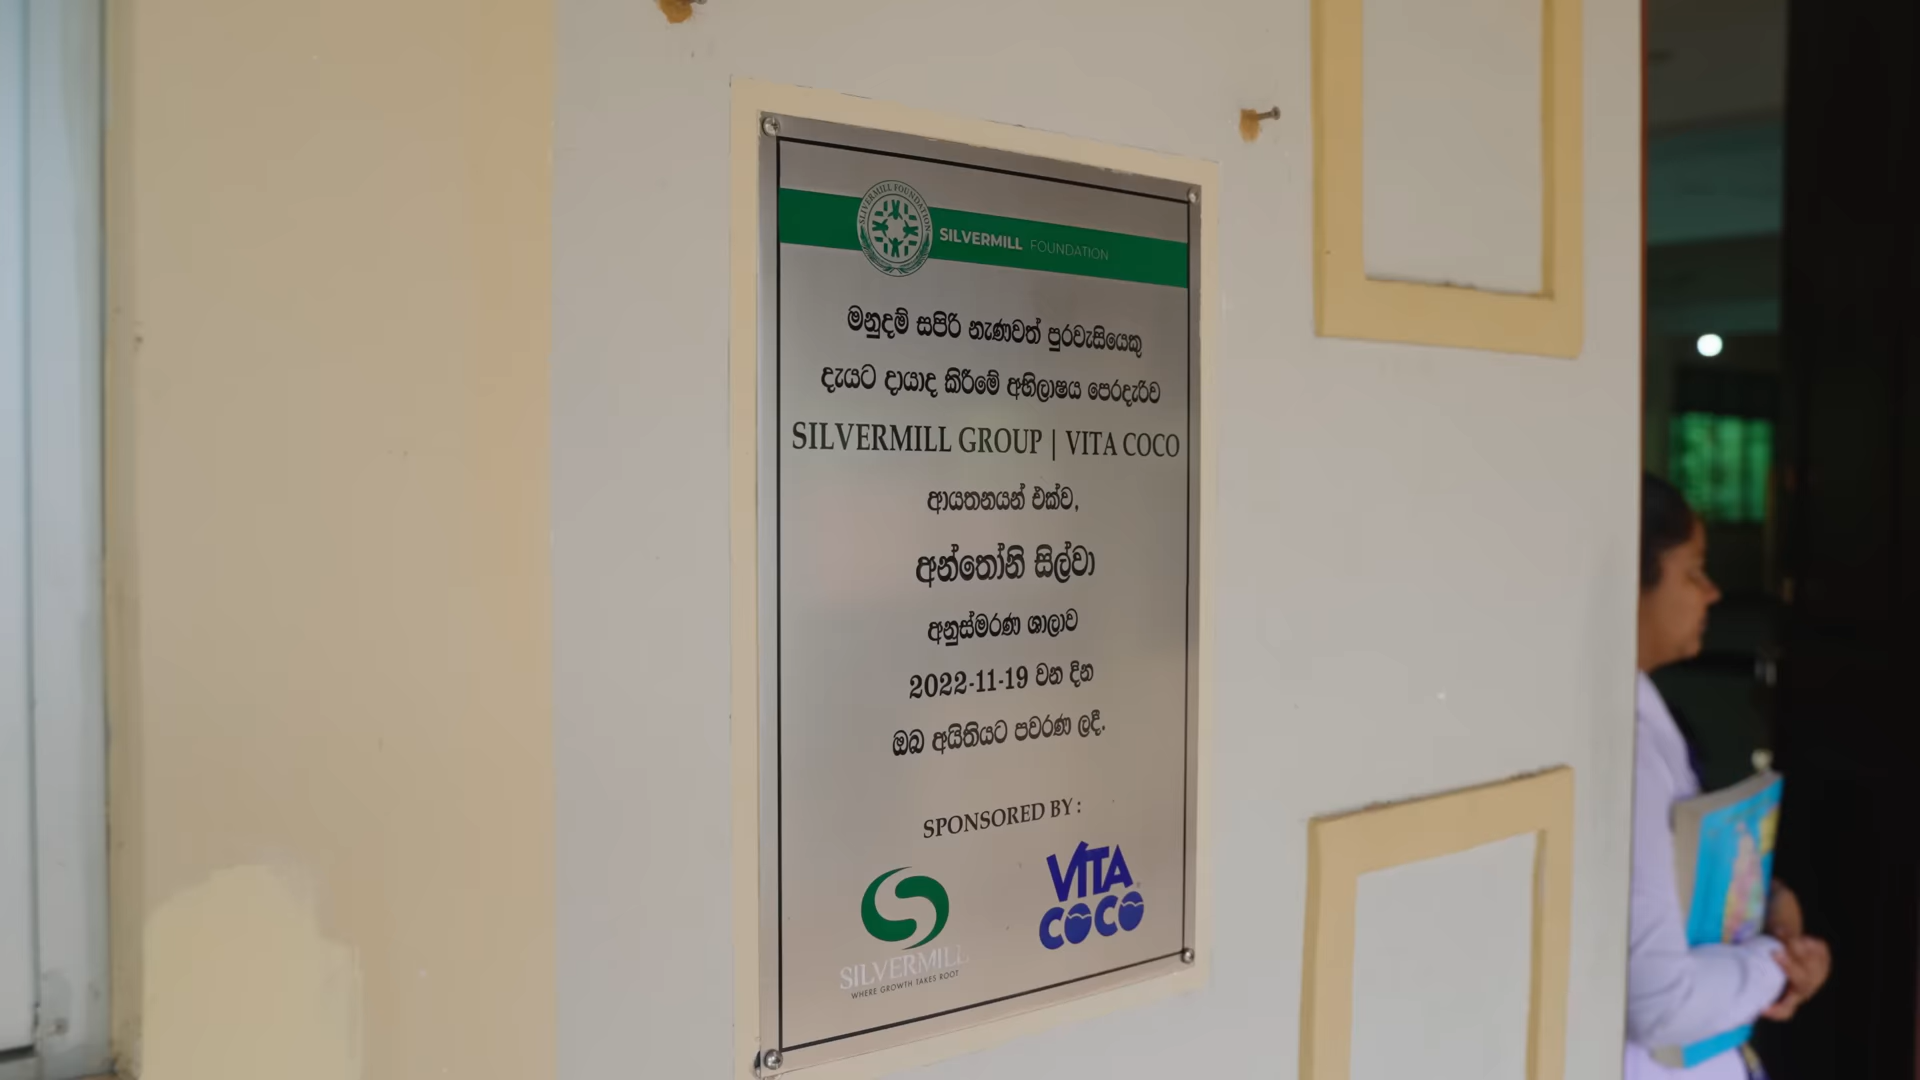 SILVERMILL FOUNDATION
SILVERMILL FOUNDATION
මනුදම් සපිරි නැණවත් පුරවැසියෙකු
දැයට දායාද කිරීමේ අභිලාෂය පෙරදැරිව
SILVERMILL GROUP | VITA COCO
ආයතනයන් එක්ව,
අන්තෝනි සිල්වා
අනුස්මරණ ශාලාව
2022-11-19 වන දින
ඔබ අයිතියට පවරණ ලදී.
SPONSORED BY :
SILVERMILL
WHERE GROWTH TAKES ROOT
VITA
COCO